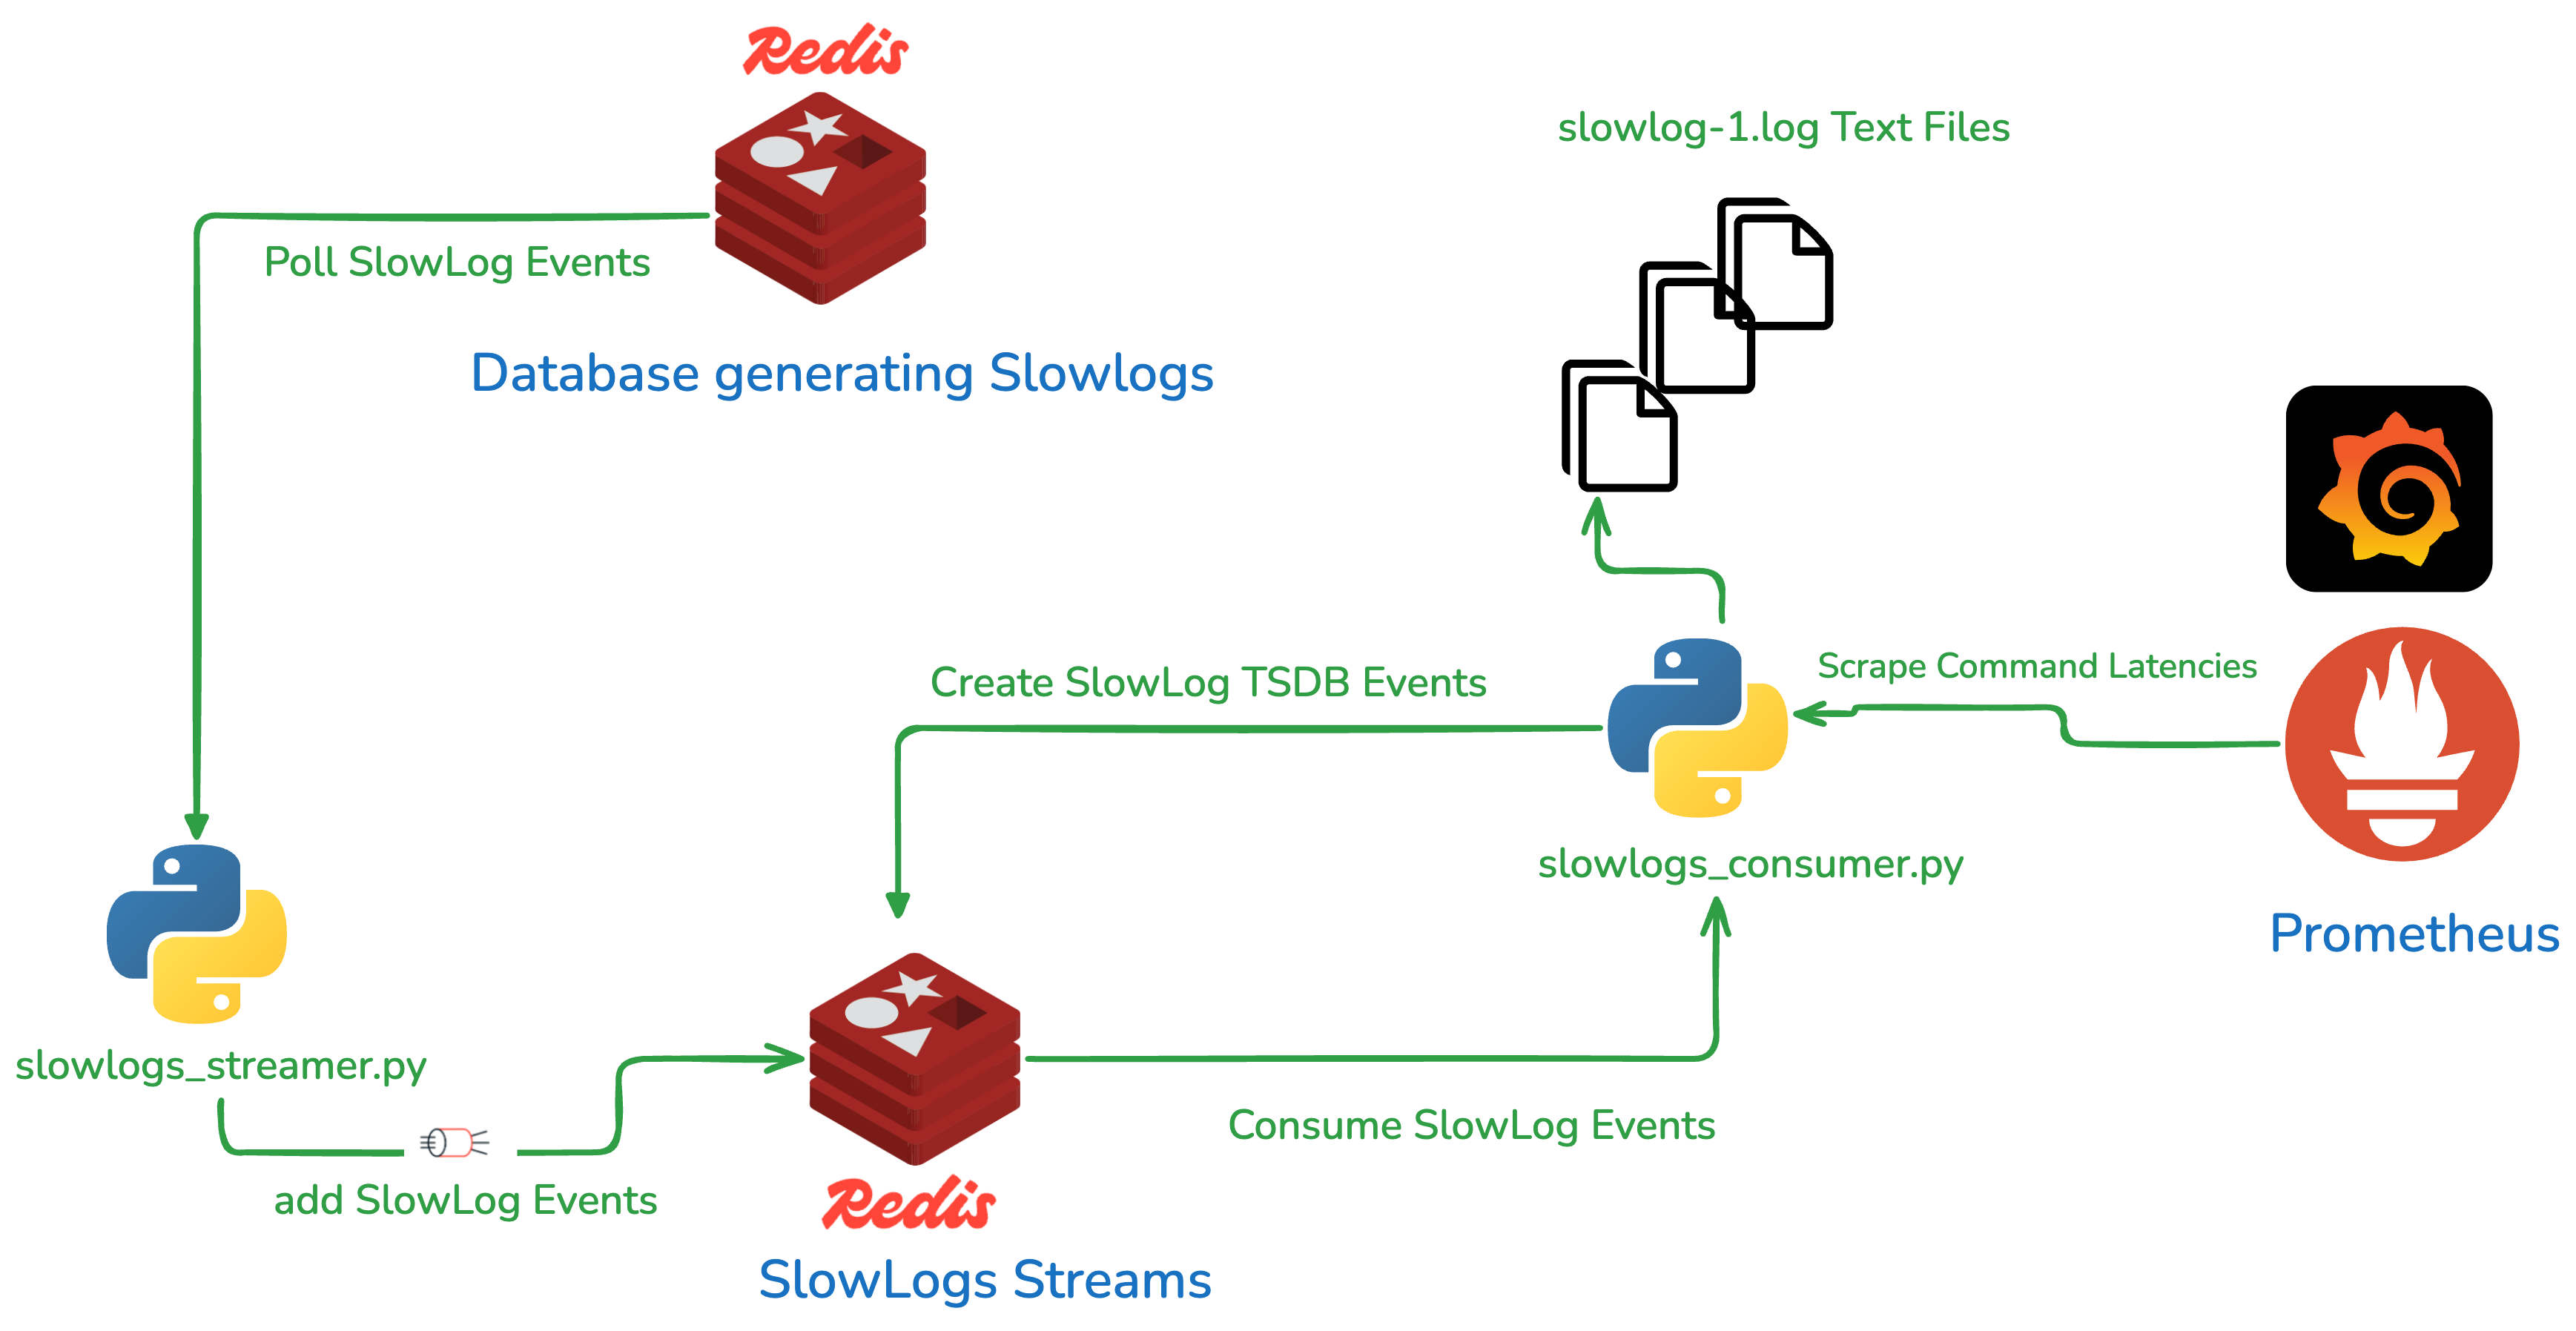 Redis
slowlog-1.log Text Files
Poll SlowLog Events
Database generating Slowlogs
Create SlowLog TSDB Events
Scrape Command Latencies
slowlogs_consumer.py
Prometheus
slowlogs_streamer.py
Consume SlowLog Events
add SlowLog Events
Redis
SlowLogs Streams